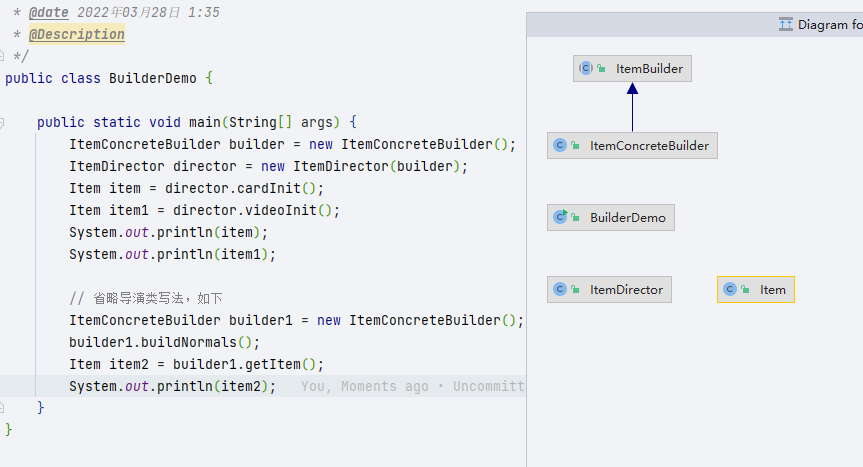 * @date 2022年03月28日 1:35
* @Description
*/
public class BuilderDemo {
public static void main(String[] args) {
ItemConcreteBuilder builder = new ItemConcreteBuilder();
ItemDirector director = new ItemDirector(builder);
Item item = director.cardInit();
Item item1 = director.videoInit();
System.out.println(item);
System.out.println(item1);
// 省略导演类写法，如下
ItemConcreteBuilder builder1 = new ItemConcreteBuilder();
builder1.buildNormals();
Item item2 = builder1.getItem();
System.out.println(item2); You, Moments ago • Uncommitt
}
}
Diagram fo
ItemBuilder
ItemConcreteBuilder
BuilderDemo
ItemDirector
Item